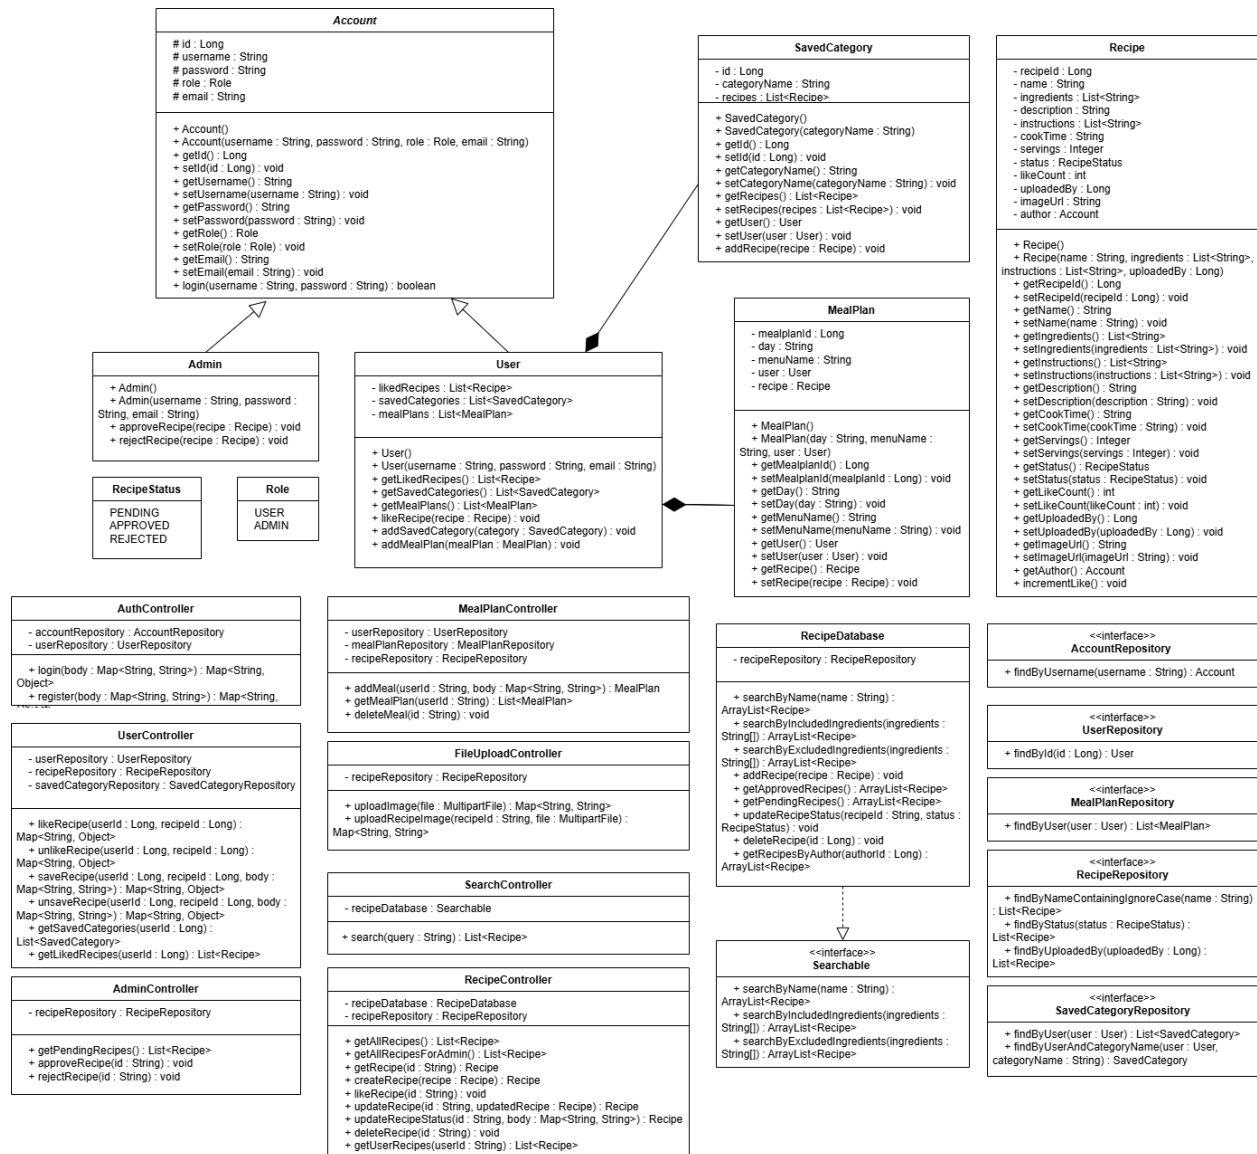 Account
# id : Long
# username : String
# password : String
# role : Role
# email : String
+ Account()
+ Account(username : String, password : String, role : Role, email : String)
+ getId() : Long
+ setId(id : Long) : void
+ getUsername() : String
+ setUsername(username : String) : void
+ getPassword() : String
+ setPassword(password : String) : void
+ getRole() : Role
+ setRole(role : Role) : void
+ getEmail() : String
+ setEmail(email : String) : void
+ login(username : String, password : String) : boolean
SavedCategory
- id : Long
- categoryName : String
- recipes : List<Recipe>
+ SavedCategory()
+ SavedCategory(categoryName : String)
+ getId() : Long
+ setId(id : Long) : void
+ getCategoryName() : String
+ setCategoryName(categoryName : String) : void
+ getRecipes() : List<Recipe>
+ setRecipes(recipes : List<Recipe>) : void
+ getUser() : User
+ setUser(user : User) : void
+ addRecipe(recipe : Recipe) : void
Recipe
- recipeId : Long
- name : String
- ingredients : List<String>
- description : String
- instructions : List<String>
- cookTime : String
- servings : Integer
- status : RecipeStatus
- likeCount : int
- uploadedBy : Long
- imageUrl : String
- author : Account
+ Recipe()
+ Recipe(name : String, ingredients : List<String>,
instructions : List<String>, uploadedBy : Long)
+ getRecipeId() : Long
+ setRecipeId(recipeId : Long) : void
+ getName() : String
+ setName(name : String) : void
+ getIngredients() : List<String>
+ setIngredients(ingredients : List<String>) : void
+ getInstructions() : List<String>
+ setInstructions(instructions : List<String>) : void
+ getDescription() : String
+ setDescription(description : String) : void
+ getCookTime() : String
+ setCookTime(cookTime : String) : void
+ getServings() : Integer
+ setServings(servings : Integer) : void
+ getStatus() : RecipeStatus
+ setStatus(status : RecipeStatus) : void
+ getLikeCount() : int
+ setLikeCount(likeCount : int) : void
+ getUploadedBy() : Long
+ setUploadedBy(uploadedBy : Long) : void
+ getImageUrl() : String
+ setImageUrl(imageUrl : String) : void
+ getAuthor() : Account
+ incrementLike() : void
Admin
+ Admin()
+ Admin(username : String, password :
String, email : String)
+ approveRecipe(recipe : Recipe) : void
+ rejectRecipe(recipe : Recipe) : void
User
- likedRecipes : List<Recipe>
- savedCategories : List<SavedCategory>
- mealPlans : List<MealPlan>
+ User()
+ User(username : String, password : String, email : String)
+ getLikedRecipes() : List<Recipe>
+ getSavedCategories() : List<SavedCategory>
+ getMealPlans() : List<MealPlan>
+ likeRecipe(recipe : Recipe) : void
+ addSavedCategory(category : SavedCategory) : void
+ addMealPlan(mealPlan : MealPlan) : void
MealPlan
- mealplanId : Long
- day : String
- menuName : String
- user : User
- recipe : Recipe
+ MealPlan()
+ MealPlan(day : String, menuName :
String, user : User)
+ getMealplanId() : Long
+ setMealplanId(mealplanId : Long) : void
+ getDay() : String
+ setDay(day : String) : void
+ getMenuName() : String
+ setMenuName(menuName : String) : void
+ getUser() : User
+ setUser(user : User) : void
+ getRecipe() : Recipe
+ setRecipe(recipe : Recipe) : void
RecipeStatus
PENDING
APPROVED
REJECTED
Role
USER
ADMIN
AuthController
- accountRepository : AccountRepository
- userRepository : UserRepository
+ login(body : Map<String, String>) : Map<String,
Object>
+ register(body : Map<String, String>) : Map<String,
UserController
- userRepository : UserRepository
- recipeRepository : RecipeRepository
- savedCategoryRepository : SavedCategoryRepository
+ likeRecipe(userId : Long, recipeId : Long) :
Map<String, Object>
+ unlikeRecipe(userId : Long, recipeId : Long) :
Map<String, Object>
+ saveRecipe(userId : Long, recipeId : Long, body :
Map<String, String>) : Map<String, Object>
+ unsaveRecipe(userId : Long, recipeId : Long, body :
Map<String, String>) : Map<String, Object>
+ getSavedCategories(userId : Long) :
List<SavedCategory>
+ getLikedRecipes(userId : Long) : List<Recipe>
AdminController
- recipeRepository : RecipeRepository
+ getPendingRecipes() : List<Recipe>
+ approveRecipe(id : String) : void
+ rejectRecipe(id : String) : void
MealPlanController
- userRepository : UserRepository
- mealPlanRepository : MealPlanRepository
- recipeRepository : RecipeRepository
+ addMeal(userId : String, body : Map<String, String>) : MealPlan
+ getMealPlan(userId : String) : List<MealPlan>
+ deleteMeal(id : String) : void
FileUploadController
- recipeRepository : RecipeRepository
+ uploadImage(file : MultipartFile) : Map<String, String>
+ uploadRecipeImage(recipeId : String, file : MultipartFile) :
Map<String, String>
SearchController
- recipeDatabase : Searchable
+ search(query : String) : List<Recipe>
RecipeController
- recipeDatabase : RecipeDatabase
- recipeRepository : RecipeRepository
+ getAllRecipes() : List<Recipe>
+ getAllRecipesForAdmin() : List<Recipe>
+ getRecipe(id : String) : Recipe
+ createRecipe(recipe : Recipe) : Recipe
+ likeRecipe(id : String) : void
+ updateRecipe(id : String, updatedRecipe : Recipe) : Recipe
+ updateRecipeStatus(id : String, body : Map<String, String>) : Recipe
+ deleteRecipe(id : String) : void
+ getUserRecipes(userId : String) : List<Recipe>
RecipeDatabase
- recipeRepository : RecipeRepository
+ searchByName(name : String) :
ArrayList<Recipe>
+ searchByIncludedIngredients(ingredients :
String[]) : ArrayList<Recipe>
+ searchByExcludedIngredients(ingredients :
String[]) : ArrayList<Recipe>
+ addRecipe(recipe : Recipe) : void
+ getApprovedRecipes() : ArrayList<Recipe>
+ getPendingRecipes() : ArrayList<Recipe>
+ updateRecipeStatus(recipeId : String, status :
RecipeStatus) : void
+ deleteRecipe(id : Long) : void
+ getRecipesByAuthor(authorId : Long) :
ArrayList<Recipe>
<<interface>>
Searchable
+ searchByName(name : String) :
ArrayList<Recipe>
+ searchByIncludedIngredients(ingredients :
String[]) : ArrayList<Recipe>
+ searchByExcludedIngredients(ingredients :
String[]) : ArrayList<Recipe>
<<interface>>
AccountRepository
+ findByUsername(username : String) : Account
<<interface>>
UserRepository
+ findById(id : Long) : User
<<interface>>
MealPlanRepository
+ findByUser(user : User) : List<MealPlan>
<<interface>>
RecipeRepository
+ findByNameContainingIgnoreCase(name : String)
: List<Recipe>
+ findByStatus(status : RecipeStatus) :
List<Recipe>
+ findByUploadedBy(uploadedBy : Long) :
List<Recipe>
<<interface>>
SavedCategoryRepository
+ findByUser(user : User) : List<SavedCategory>
+ findByUserAndCategoryName(user : User,
categoryName : String) : SavedCategory